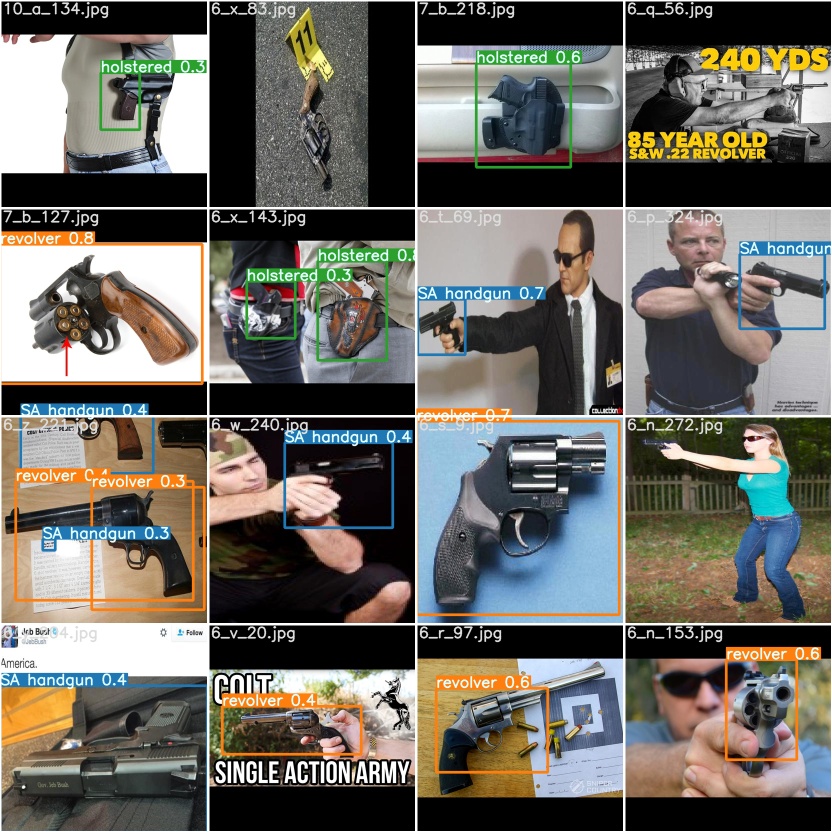 10_a_134.jpg
holstered 0.3
6_x_83.jpg
11
7_b_218.jpg
holstered 0.6
6_q_56.jpg
240 YDS
85 YEAR OLD
S&W .22 REVOLVER
7_b_127.jpg
revolver 0.8
6_x_143.jpg
holstered 0.3
holstered 0.8
6_t_69.jpg
SA handgun 0.7
6_p_324.jpg
SA handgun
6_z_221.jpg
SA handgun 0.4
revolver 0.4
revolver 0.3
SA handgun 0.3
6_w_240.jpg
SA handgun 0.4
6_s_9.jpg
revolver 0.7
6_n_272.jpg
Jeb Bush
@JebBush
Follow
America.
SA handgun 0.4
Gov. Jeb Bush
6_v_20.jpg
COLT
revolver 0.4
SINGLE ACTION ARMY
6_r_97.jpg
revolver 0.6
6_n_153.jpg
revolver 0.6